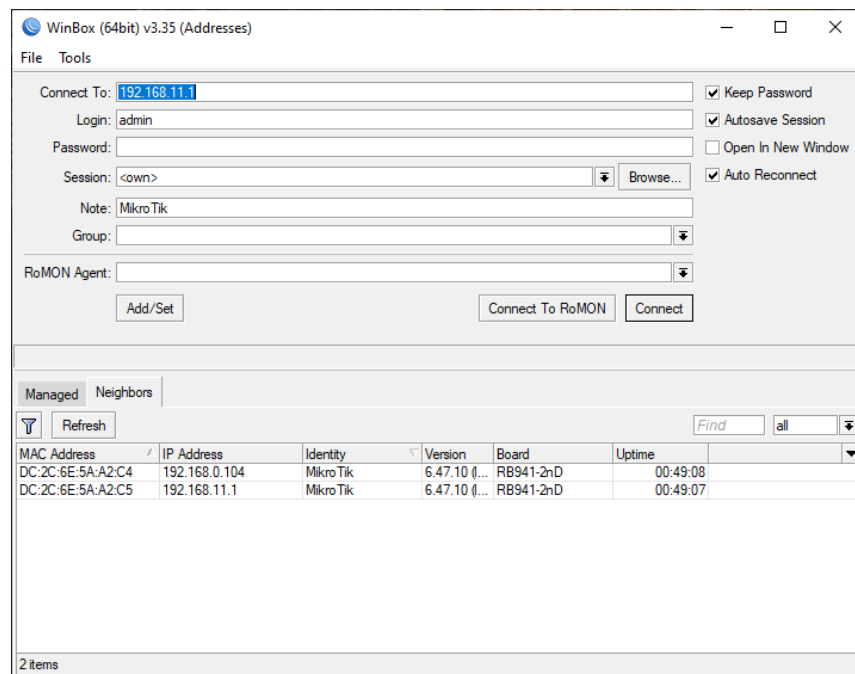 WinBox (64bit) v3.35 (Addresses)
File Tools
Connect To: 192.168.11.1 Keep Password
Login: admin Autosave Session
Password: Open In New Window
Session: <own> Browse... Auto Reconnect
Note: MikroTik
Group:
RoMON Agent:
Add/Set Connect To RoMON Connect
Managed Neighbors
Refresh Find all
MAC Address IP Address Identity Version Board Uptime
DC:2C:6E:5A:A2:C4 192.168.0.104 MikroTik 6.47.10 (l... RB941-2nD 00:49:08
DC:2C:6E:5A:A2:C5 192.168.11.1 MikroTik 6.47.10 (l... RB941-2nD 00:49:07
2 items